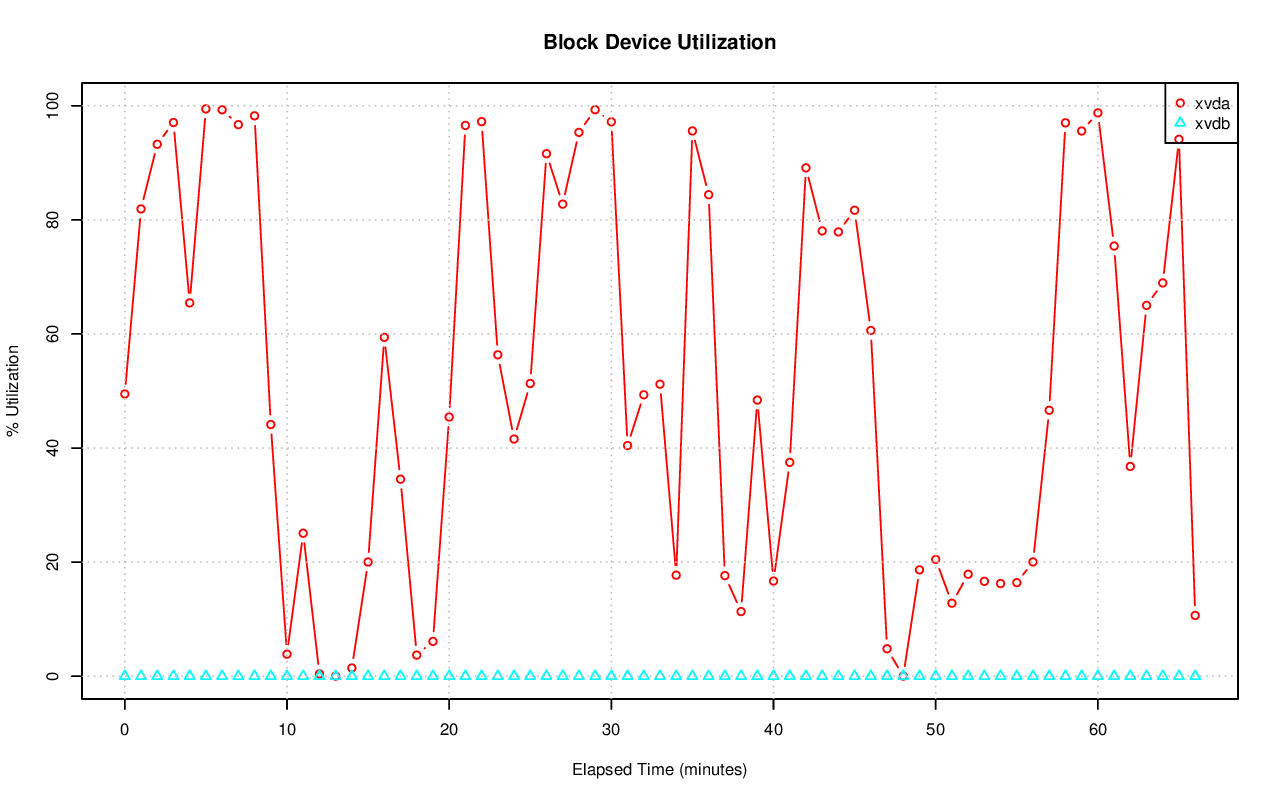 Block Device Utilization
xvda
xvdb
% Utilization
100
80
60
40
20
0
0 10 20 30 40 50 60
Elapsed Time (minutes)